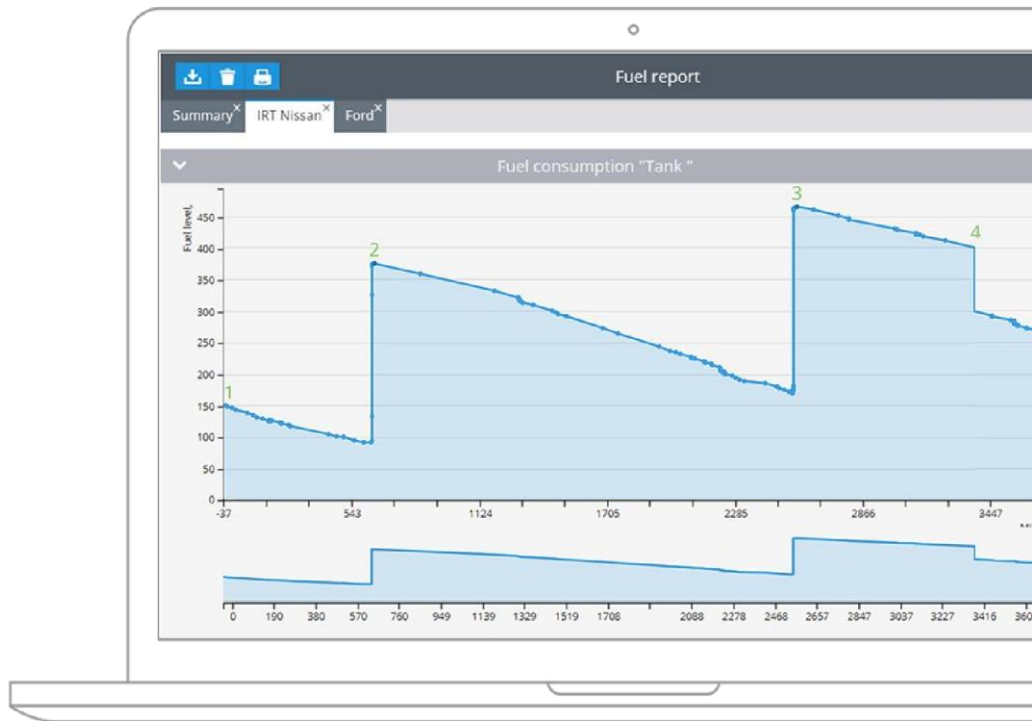 Fuel report
Summary IRT Nissan Ford
Fuel consumption "Tank "
Fuel level,
450
400
350
300
250
200
150
100
50
0
1
2
3
4
-37 543 1124 1705 2285 2866 3447
0 190 380 570 760 949 1139 1329 1519 1708 2088 2278 2468 2657 2847 3037 3227 3416